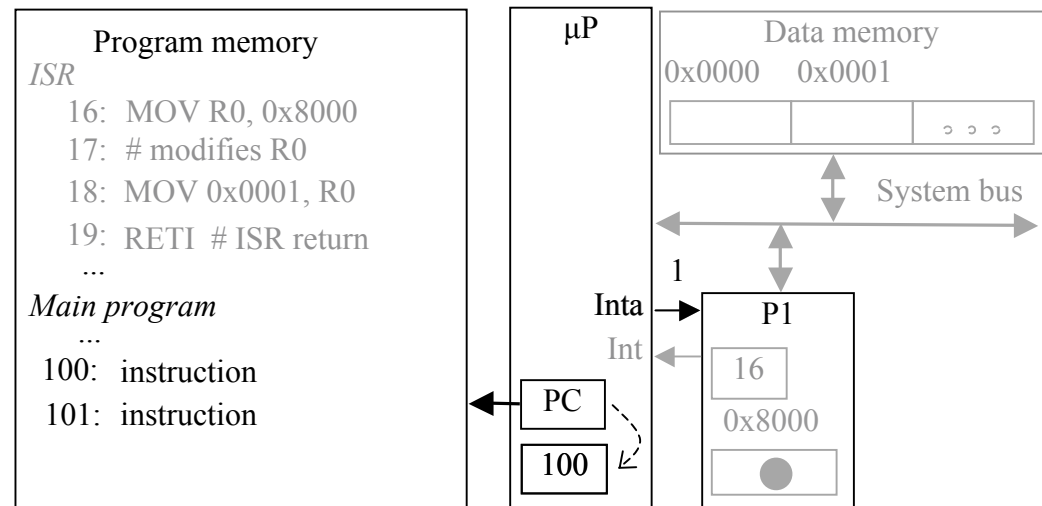 Program memory
ISR
16: MOV R0, 0x8000
17: # modifies R0
18: MOV 0x0001, R0
19: RETI # ISR return
...
Main program
...
100: instruction
101: instruction
μP
Inta
Int
PC
100
Data memory
0x0000 0x0001
System bus
1
P1
16
0x8000